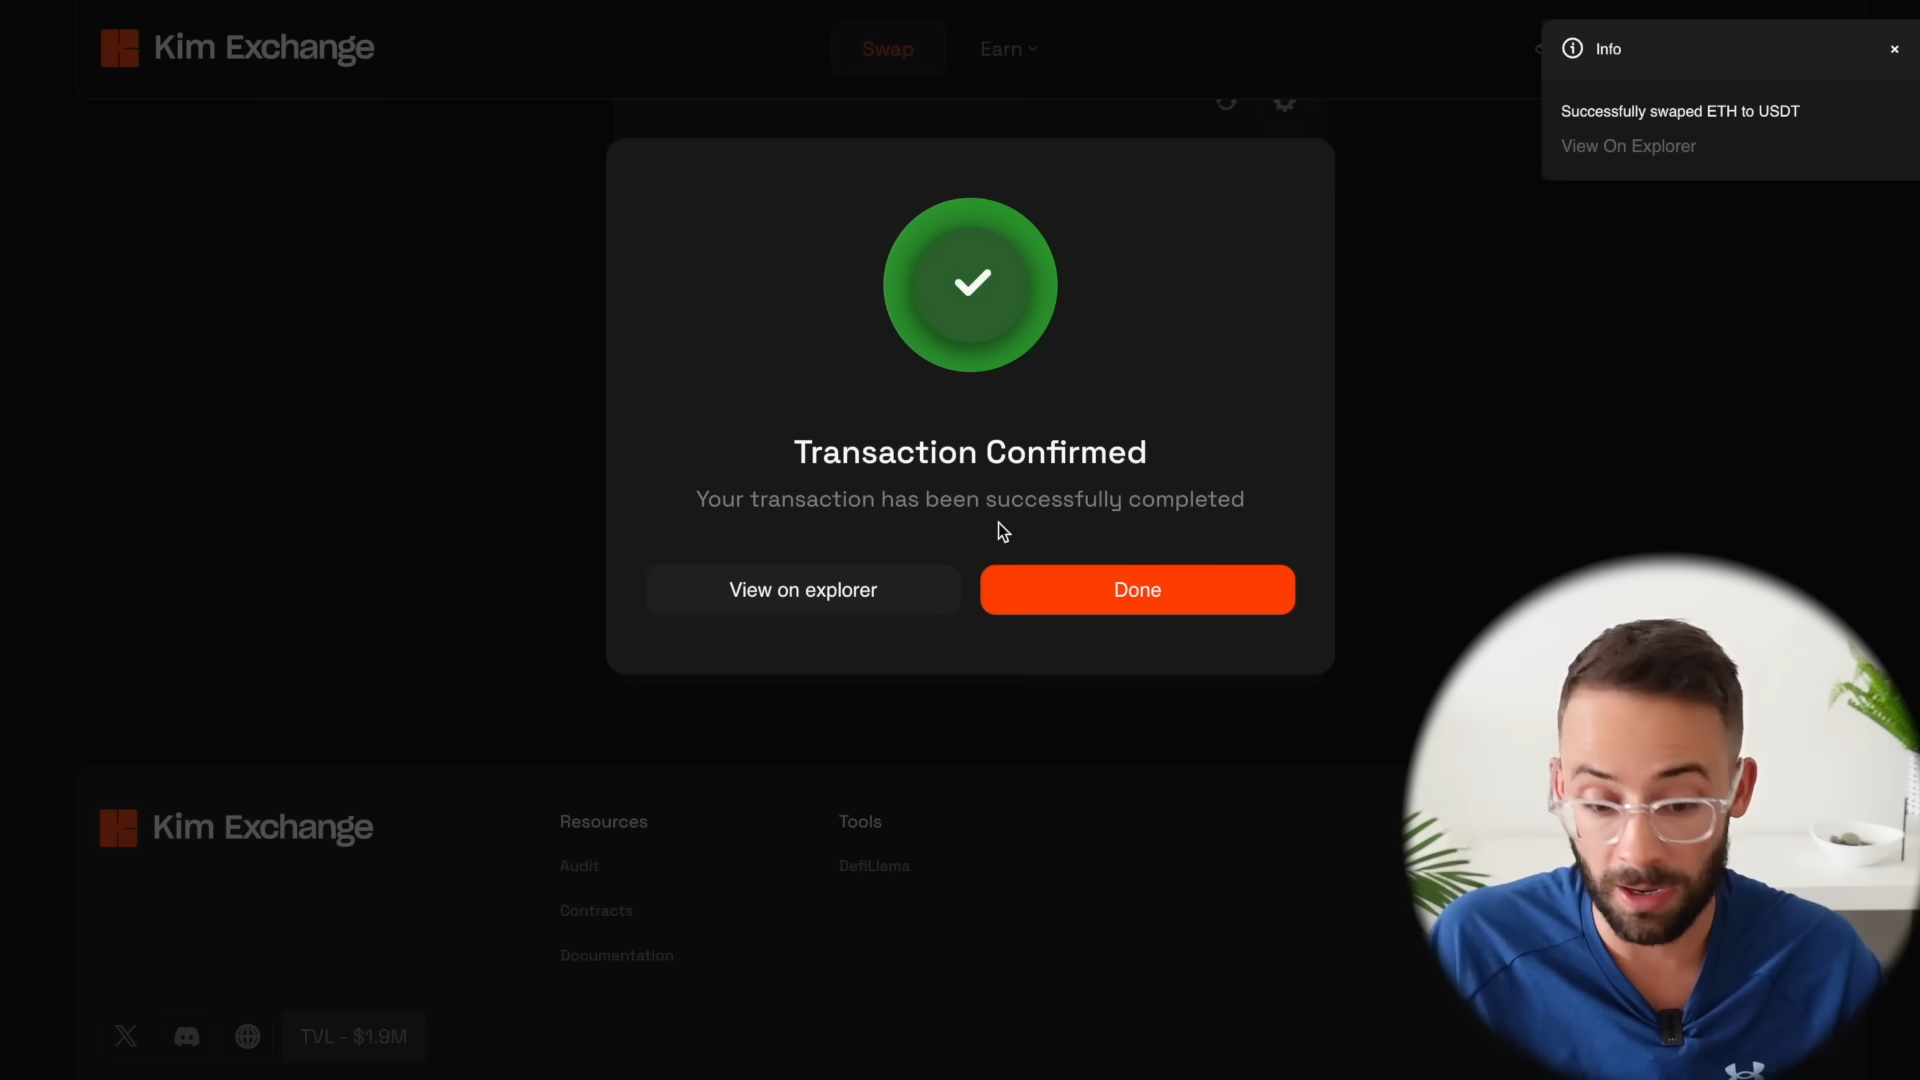 Kim Exchange
Swap
Earn
Info
×
Successfully swaped ETH to USDT
View On Explorer
Transaction Confirmed
Your transaction has been successfully completed
View on explorer
Done
Kim Exchange
Resources
Tools
Audit
DefiLlama
Contracts
Documentation
TVL - $1.9M